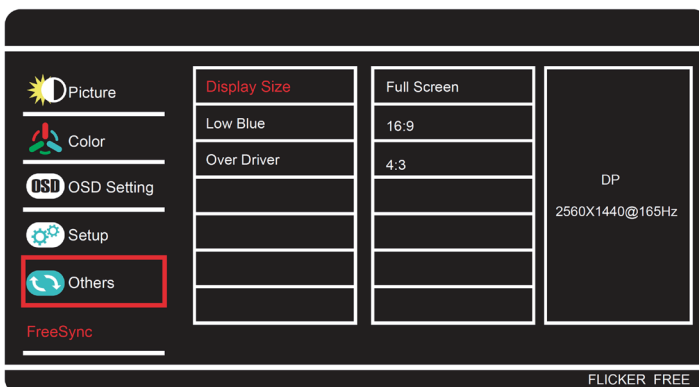 Picture
Color
OSD OSD Setting
Setup
Others
FreeSync
Display Size
Low Blue
Over Driver
Full Screen
16:9
4:3
DP
2560X1440@165Hz
FLICKER FREE